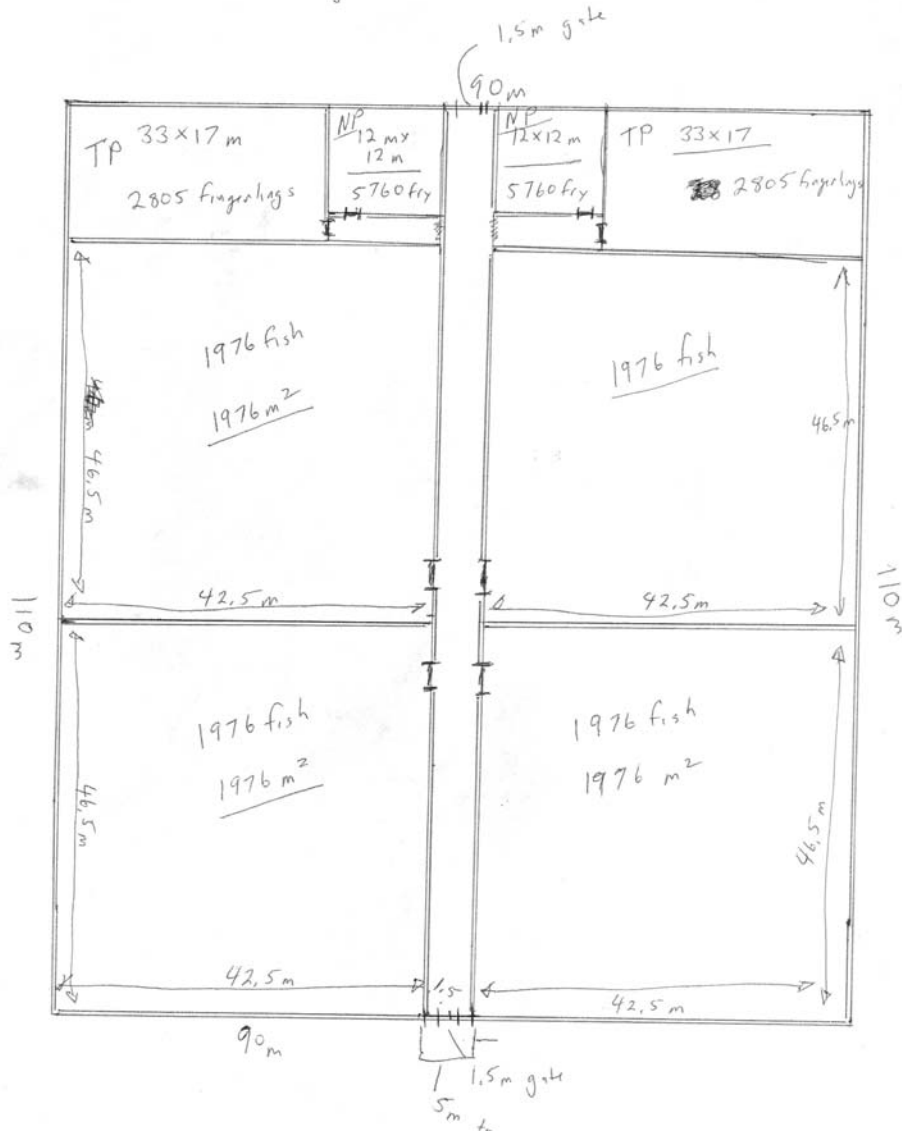 1.5m gate
90m
TP 33×17 m
2805 fingerlings
NP
12 mx
12 m
5760 fry
NP
12×12 m
5760 fry
TP 33×17
2805 fingerlings
1976 fish
1976 m²
46.5 m
42.5 m
1976 fish
46.5 m
42.5 m
110 m
110 m
1976 fish
1976 m²
46.5 m
42.5 m
1976 fish
1976 m²
46.5 m
42.5 m
1.5
90 m
1.5m gate
5m